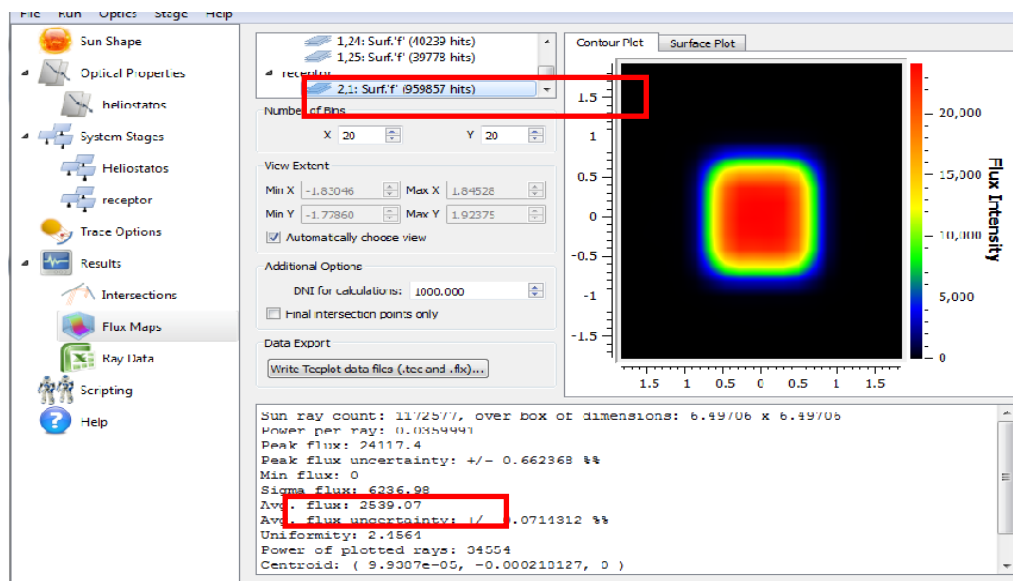 File Run Optics Stage Help
Sun Shape
Optical Properties
heliostatos
System Stages
Heliostatos
receptor
Trace Options
Results
Intersections
Flux Maps
Ray Data
Scripting
Help
1,24: Surf.'f' (40239 hits)
1,25: Surf.'f' (39778 hits)
receptor
2,1: Surf.'f' (959857 hits)
Number of Bins
X 20 Y 20
View Extent
Min X -1.83046 Max X 1.84528
Min Y -1.77860 Max Y 1.92375
Automatically choose view
Additional Options
DNI for calculations: 1000.000
Final intersection points only
Data Export
Write Tecplot data files (.tec and .flx)...
Contour Plot Surface Plot
1.5
1
0.5
0
-0.5
-1
-1.5
1.5 1 0.5 0 0.5 1 1.5
20,000
15,000
10,000
5,000
0
Flux Intensity
Sun ray count: 1172577, over box of dimensions: 6.49706 x 6.49706
Power per ray: 0.0359991
Peak flux: 24117.4
Peak flux uncertainty: +/- 0.662368 %%
Min flux: 0
Sigma flux: 6236.98
Avg. flux: 2539.07
Avg. flux uncertainty: +/- 0.0714312 %%
Uniformity: 2.4564
Power of plotted rays: 34554
Centroid: ( 9.9307e-05, -0.000210127, 0 )